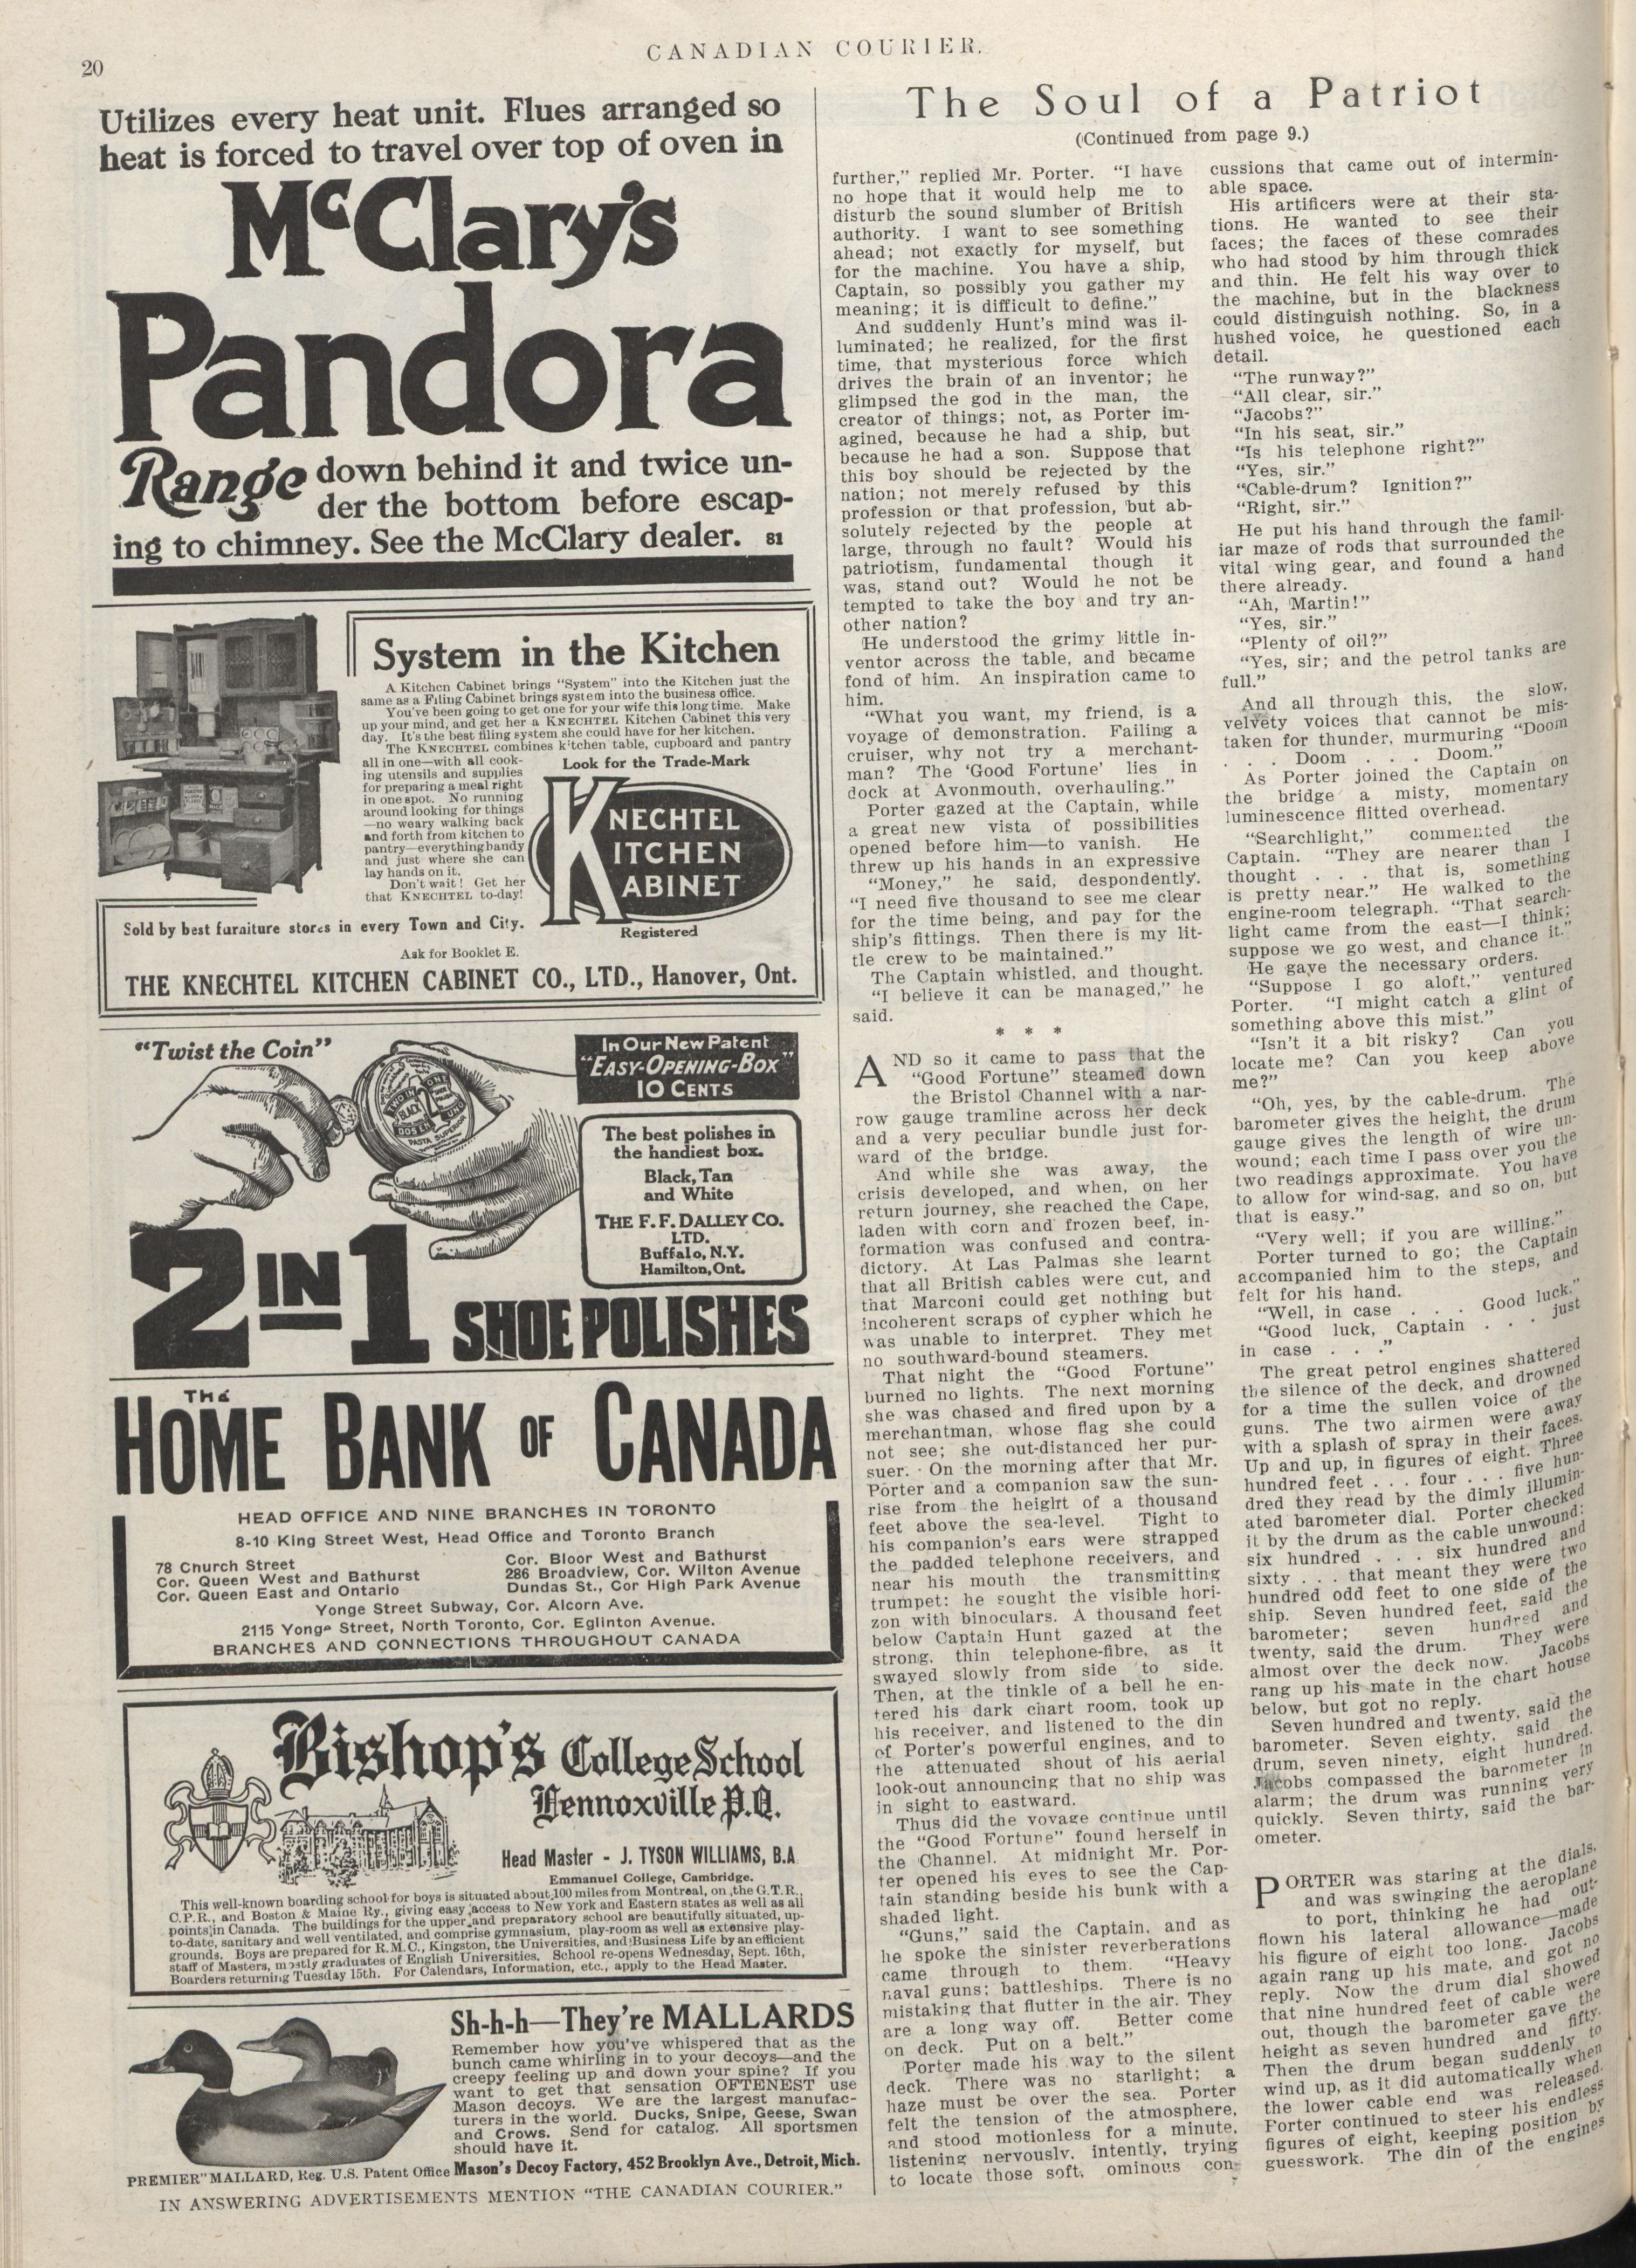 20
CANADIAN COURIER.
Utilizes every heat unit. Flues arranged so
heat is forced to travel over top of oven in
McClary's
Pandora
Range down behind it and twice un-
der the bottom before escap-
ing to chimney. See the McClary dealer. 81
System in the Kitchen
A Kitchen Cabinet brings "System" into the Kitchen just the
same as a Filing Cabinet brings system into the business office.
You've been going to get one for your wife this long time. Make
up your mind, and get her a KNECHTEL Kitchen Cabinet this very
day. It's the best filing system she could have for her kitchen.
The KNECHTEL combines kitchen table, cupboard and pantry
all in one—with all cook-
ing utensils and supplies
for preparing a meal right
in one spot. No running
around looking for things
—no weary walking back
and forth from kitchen to
pantry—everything handy
and just where she can
lay hands on it.
Don't wait! Get her
that KNECHTEL to-day!
Look for the Trade-Mark
KNECHTEL
KITCHEN
KABINET
Registered
Sold by best furniture stores in every Town and City.
Ask for Booklet E.
THE KNECHTEL KITCHEN CABINET CO., LTD., Hanover, Ont.
"Twist the Coin"
In Our New Patent
"EASY-OPENING-BOX"
10 CENTS
The best polishes in
the handiest box.
Black, Tan
and White
THE F. F. DALLEY CO.
LTD.
Buffalo, N.Y.
Hamilton, Ont.
2 IN 1 SHOE POLISHES
THE
HOME BANK OF CANADA
HEAD OFFICE AND NINE BRANCHES IN TORONTO
8-10 King Street West, Head Office and Toronto Branch
78 Church Street
Cor. Queen West and Bathurst
Cor. Queen East and Ontario
Cor. Bloor West and Bathurst
286 Broadview, Cor. Wilton Avenue
Dundas St., Cor High Park Avenue
Yonge Street Subway, Cor. Alcorn Ave.
2115 Yonge Street, North Toronto, Cor. Eglinton Avenue.
BRANCHES AND CONNECTIONS THROUGHOUT CANADA
Bishop's College School
Lennoxville P.Q.
Head Master - J. TYSON WILLIAMS, B.A
Emmanuel College, Cambridge.
This well-known boarding school for boys is situated about 100 miles from Montreal, on the G.T.R.,
C.P.R., and Boston & Maine Ry., giving easy access to New York and Eastern states as well as all
points in Canada. The buildings for the upper and preparatory school are beautifully situated, up-
to-date, sanitary and well ventilated, and comprise gymnasium, play-room as well as extensive play-
grounds. Boys are prepared for R.M.C., Kingston, the Universities, and Business Life by an efficient
staff of Masters, mostly graduates of English Universities. School re-opens Wednesday, Sept. 16th,
Boarders returning Tuesday 15th. For Calendars, Information, etc., apply to the Head Master.
Sh-h-h—They're MALLARDS
Remember how you've whispered that as the
bunch came whirling in to your decoys—and the
creepy feeling up and down your spine? If you
want to get that sensation OFTENEST use
Mason decoys. We are the largest manufac-
turers in the world. Ducks, Snipe, Geese, Swan
and Crows. Send for catalog. All sportsmen
should have it.
PREMIER" MALLARD, Reg. U.S. Patent Office Mason's Decoy Factory, 452 Brooklyn Ave., Detroit, Mich.
IN ANSWERING ADVERTISEMENTS MENTION "THE CANADIAN COURIER."
The Soul of a Patriot
(Continued from page 9.)
further," replied Mr. Porter. "I have
no hope that it would help me to
disturb the sound slumber of British
authority. I want to see something
ahead; not exactly for myself, but
for the machine. You have a ship,
Captain, so possibly you gather my
meaning; it is difficult to define."
And suddenly Hunt's mind was il-
luminated; he realized, for the first
time, that mysterious force which
drives the brain of an inventor; he
glimpsed the god in the man, the
creator of things; not, as Porter im-
agined, because he had a ship, but
because he had a son. Suppose that
this boy should be rejected by the
nation; not merely refused by this
profession or that profession, but ab-
solutely rejected by the people at
large, through no fault? Would his
patriotism, fundamental though it
was, stand out? Would he not be
tempted to take the boy and try an-
other nation?
He understood the grimy little in-
ventor across the table, and became
fond of him. An inspiration came to
him.
"What you want, my friend, is a
voyage of demonstration. Failing a
cruiser, why not try a merchant-
man? The 'Good Fortune' lies in
dock at Avonmouth, overhauling."
Porter gazed at the Captain, while
a great new vista of possibilities
opened before him—to vanish. He
threw up his hands in an expressive
"Money," he said, despondently.
"I need five thousand to see me clear
for the time being, and pay for the
ship's fittings. Then there is my lit-
tle crew to be maintained."
The Captain whistled, and thought.
"I believe it can be managed," he
said.
* * *
AND so it came to pass that the
"Good Fortune" steamed down
the Bristol Channel with a nar-
row gauge tramline across her deck
and a very peculiar bundle just for-
ward of the bridge.
And while she was away, the
crisis developed, and when, on her
return journey, she reached the Cape,
laden with corn and frozen beef, in-
formation was confused and contra-
dictory. At Las Palmas she learnt
that all British cables were cut, and
that Marconi could get nothing but
incoherent scraps of cypher which he
was unable to interpret. They met
no southward-bound steamers.
That night the "Good Fortune"
burned no lights. The next morning
she was chased and fired upon by a
merchantman, whose flag she could
not see; she out-distanced her pur-
suer. On the morning after that Mr.
Porter and a companion saw the sun-
rise from the height of a thousand
feet above the sea-level. Tight to
his companion's ears were strapped
the padded telephone receivers, and
near his mouth the transmitting
trumpet: he sought the visible hori-
zon with binoculars. A thousand feet
below Captain Hunt gazed at the
strong, thin telephone-fibre, as it
swayed slowly from side to side.
Then, at the tinkle of a bell he en-
tered his dark chart room, took up
his receiver, and listened to the din
of Porter's powerful engines, and to
the attenuated shout of his aerial
look-out announcing that no ship was
in sight to eastward.
Thus did the voyage continue until
the "Good Fortune" found herself in
the Channel. At midnight Mr. Por-
ter opened his eyes to see the Cap-
tain standing beside his bunk with a
shaded light.
"Guns," said the Captain, and as
he spoke the sinister reverberations
came through to them. "Heavy
naval guns; battleships. There is no
mistaking that flutter in the air. They
are a long way off. Better come
on deck. Put on a belt."
Porter made his way to the silent
deck. There was no starlight; a
haze must be over the sea. Porter
felt the tension of the atmosphere,
and stood motionless for a minute,
listening nervously, intently, trying
to locate those soft, ominous con-
cussions that came out of intermin-
able space.
His artificers were at their sta-
tions. He wanted to see their
faces; the faces of these comrades
who had stood by him through thick
and thin. He felt his way over to
the machine, but in the blackness
could distinguish nothing. So, in a
hushed voice, he questioned each
detail.
"The runway?"
"All clear, sir."
"Jacobs?"
"In his seat, sir."
"Is his telephone right?"
"Yes, sir."
"Cable-drum? Ignition?"
"Right, sir."
He put his hand through the famil-
iar maze of rods that surrounded the
vital wing gear, and found a hand
there already.
"Ah, Martin!"
"Yes, sir."
"Plenty of oil?"
"Yes, sir; and the petrol tanks are
full."
And all through this, the slow,
velvety voices that cannot be mis-
taken for thunder, murmuring "Doom
. . . Doom . . . Doom."
As Porter joined the Captain on
the bridge a misty, momentary
luminescence flitted overhead.
"Searchlight," commented the
Captain. "They are nearer than I
thought . . . that is, something
is pretty near." He walked to the
engine-room telegraph. "That search-
light came from the east—I think;
suppose we go west, and chance it."
He gave the necessary orders.
"Suppose I go aloft," ventured
Porter. "I might catch a glint of
something above this mist."
"Isn't it a bit risky? Can you
locate me? Can you keep above
me?"
"Oh, yes, by the cable-drum. The
barometer gives the height, the drum
gauge gives the length of wire un-
wound; each time I pass over you the
two readings approximate. You have
to allow for wind-sag, and so on, but
that is easy."
"Very well; if you are willing."
Porter turned to go; the Captain
accompanied him to the steps, and
felt for his hand.
"Well, in case . . . Good luck."
"Good luck, Captain . . . just
in case . . ."
The great petrol engines shattered
the silence of the deck, and drowned
for a time the sullen voice of the
guns. The two airmen were away
with a splash of spray in their faces.
Up and up, in figures of eight. Three
hundred feet . . . four . . . five hun-
dred they read by the dimly illumin-
ated barometer dial. Porter checked
it by the drum as the cable unwound;
six hundred . . . six hundred and
sixty . . . that meant they were two
hundred odd feet to one side of the
ship. Seven hundred feet, said the
barometer; seven hundred and
twenty, said the drum. They were
almost over the deck now. Jacobs
rang up his mate in the chart house
below, but got no reply.
Seven hundred and twenty, said the
barometer. Seven eighty, said the
drum, seven ninety, eight hundred.
Jacobs compassed the barometer in
alarm; the drum was running very
quickly. Seven thirty, said the bar-
ometer.
PORTER was staring at the dials,
and was swinging the aeroplane
to port, thinking he had out-
flown his lateral allowance—made
his figure of eight too long. Jacobs
again rang up his mate, and got no
reply. Now the drum dial showed
that nine hundred feet of cable were
out, though the barometer gave the
height as seven hundred and fifty.
Then the drum began suddenly to
wind up, as it did automatically when
the lower cable end was released.
Porter continued to steer his endless
figures of eight, keeping position by
guesswork. The din of the engines